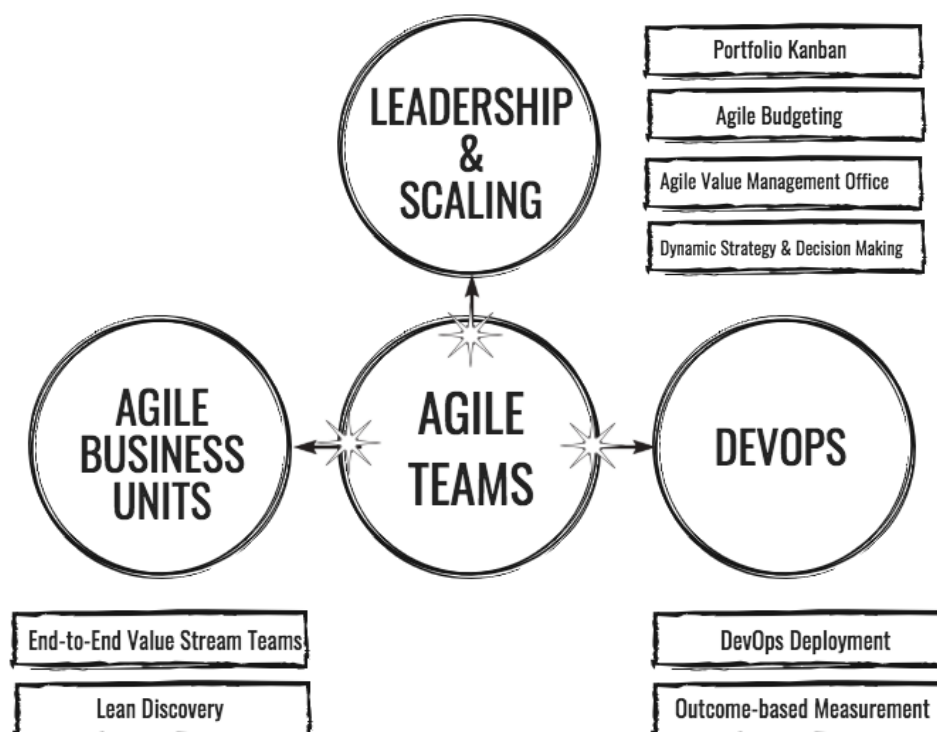 LEADERSHIP
&
SCALING
Portfolio Kanban
Agile Budgeting
Agile Value Management Office
Dynamic Strategy & Decision Making
AGILE
BUSINESS
UNITS
AGILE
TEAMS
DEVOPS
End-to-End Value Stream Teams
Lean Discovery
DevOps Deployment
Outcome-based Measurement